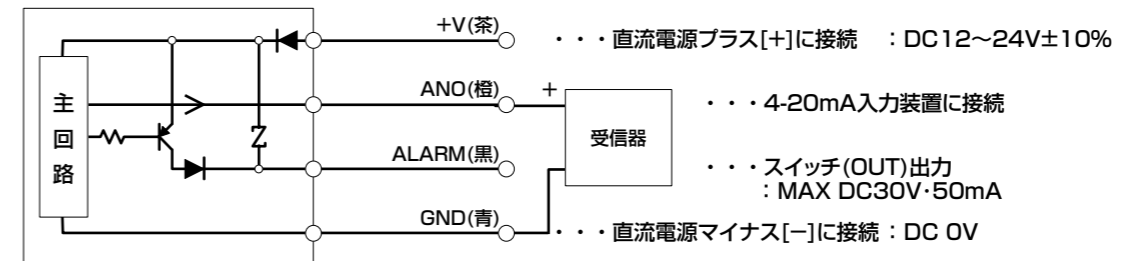 +V(茶)
・・・直流電源プラス[+]に接続 ：DC12〜24V±10%
主回路
ANO(橙)
+
受信器
・・・4-20mA入力装置に接続
ALARM(黒)
・・・スイッチ(OUT)出力
：MAX DC30V・50mA
GND(青)
・・・直流電源マイナス[−]に接続：DC 0V